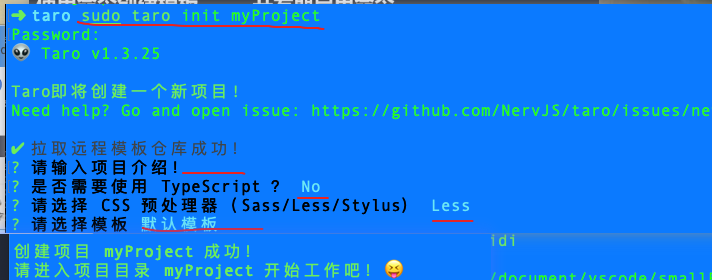 ➜ taro sudo taro init myProject
Password:
👽 Taro v1.3.25
Taro即将创建一个新项目!
Need help? Go and open issue: https://github.com/NervJS/taro/issues/ne
✔ 拉取远程模板仓库成功!
? 请输入项目介绍!
? 是否需要使用 TypeScript ? No
? 请选择 CSS 预处理器 (Sass/Less/Stylus) Less
? 请选择模板 默认模板
idi
创建项目 myProject 成功!
请进入项目目录 myProject 开始工作吧! 😝
/document/vscode/small